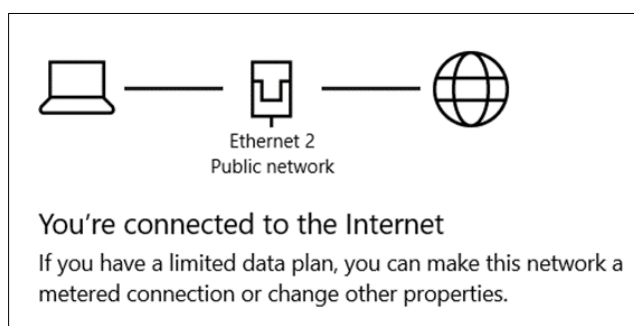 Ethernet 2
Public network
You're connected to the Internet
If you have a limited data plan, you can make this network a
metered connection or change other properties.